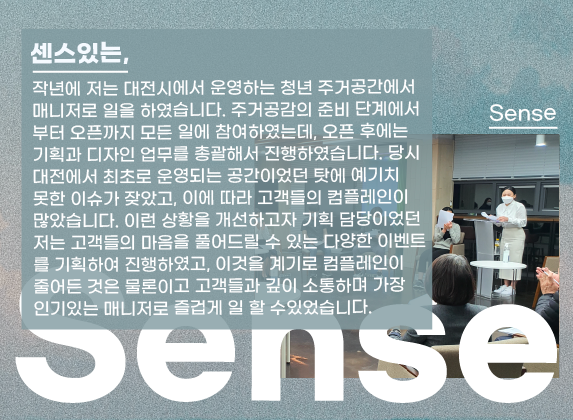 센스있는,
작년에 저는 대전시에서 운영하는 청년 주거공간에서
매니저로 일을 하였습니다. 주거공감의 준비 단계에서
부터 오픈까지 모든 일에 참여하였는데, 오픈 후에는
기획과 디자인 업무를 총괄해서 진행하였습니다. 당시
대전에서 최초로 운영되는 공간이었던 탓에 예기치
못한 이슈가 잦았고, 이에 따라 고객들의 컴플레인이
많았습니다. 이런 상황을 개선하고자 기획 담당이었던
저는 고객들의 마음을 풀어드릴 수 있는 다양한 이벤트
를 기획하여 진행하였고, 이것을 계기로 컴플레인이
줄어든 것은 물론이고 고객들과 깊이 소통하며 가장
인기있는 매니저로 즐겁게 일 할 수있었습니다.
Sense
Sense